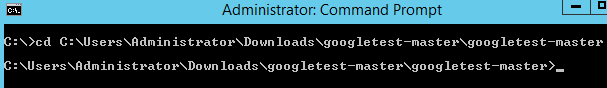 Administrator: Command Prompt
C:\>cd C:\Users\Administrator\Downloads\googletest-master\googletest-master
C:\Users\Administrator\Downloads\googletest-master\googletest-master>_